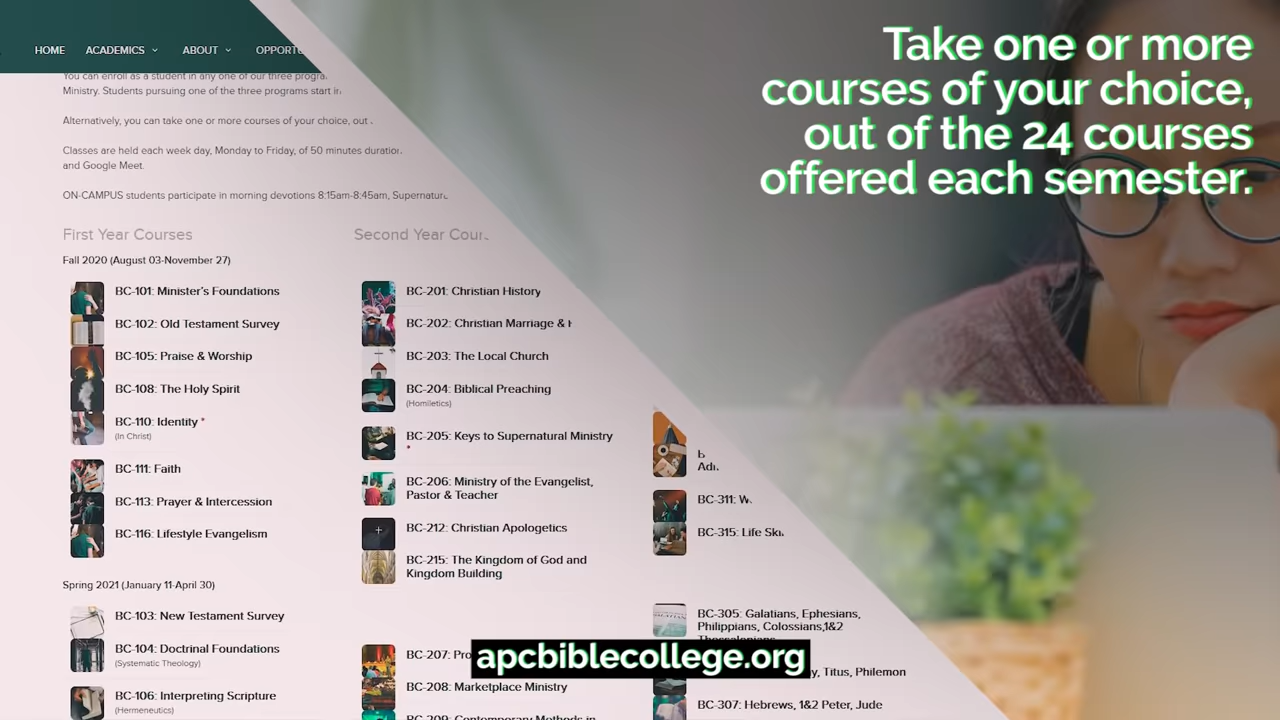 HOME ACADEMICS ABOUT
Take one or more
courses of your choice,
out of the 24 courses
offered each semester.
You can enroll as a student in any one of our three
Ministry. Students pursuing one of the three programs start
Alternatively, you can take one or more courses of your choice, out
Classes are held each week day, Monday to Friday, of 50 minutes
and Google Meet.
ON-CAMPUS students participate in morning devotions 8:15am-8:45am,
First Year Courses
Fall 2020 (August 03-November 27)
BC-101: Minister's Foundations
BC-102: Old Testament Survey
BC-105: Praise & Worship
BC-108: The Holy Spirit
BC-110: Identity *
(In Christ)
BC-111: Faith
BC-113: Prayer & Intercession
BC-116: Lifestyle Evangelism
Spring 2021 (January 11-April 30)
BC-103: New Testament Survey
BC-104: Doctrinal Foundations
(Systematic Theology)
BC-106: Interpreting Scripture
(Hermeneutics)
Second Year
BC-201: Christian History
BC-202: Christian Marriage &
BC-203: The Local Church
BC-204: Biblical Preaching
(Homiletics)
BC-205: Keys to Supernatural Ministry
*
BC-206: Ministry of the Evangelist,
Pastor & Teacher
BC-212: Christian Apologetics
BC-215: The Kingdom of God and
Kingdom Building
BC-207:
BC-208: Marketplace Ministry
BC-209: Contemporary Methods in
BC-311:
BC-315: Life
BC-305: Galatians, Ephesians,
Philippians, Colossians,1&2
Thessalonians
Titus, Philemon
BC-307: Hebrews, 1&2 Peter, Jude
apcbiblecollege.org